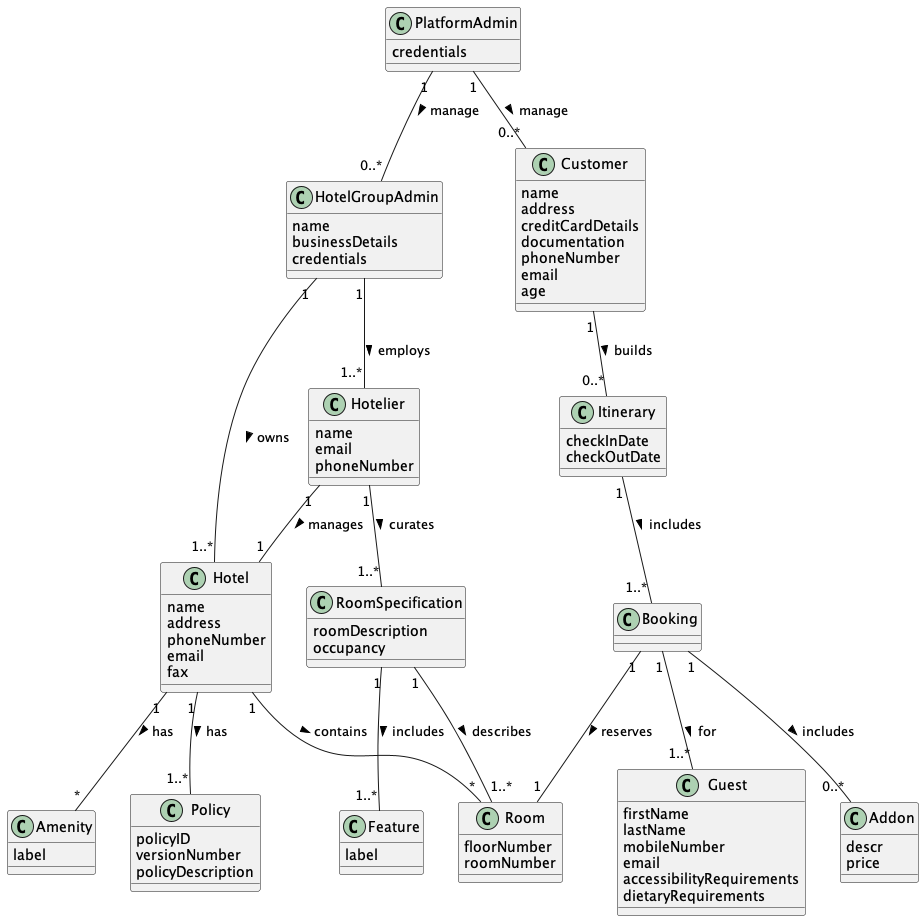 C PlatformAdmin
credentials
1 1
manage manage
0..* 0..*
C HotelGroupAdmin
name
businessDetails
credentials
C Customer
name
address
creditCardDetails
documentation
phoneNumber
email
age
1 1 1
employs builds
1..* 0..*
C Hotelier
name
email
phoneNumber
C Itinerary
checkInDate
checkOutDate
owns
1 1 1
manages curates includes
1..* 1 1..* 1..*
C Hotel
name
address
phoneNumber
email
fax
C RoomSpecification
roomDescription
occupancy
C Booking
1 1 1 1 1 1 1 1
has has contains includes describes reserves for includes
* 1..* 1..* * 1..* 1 1..* 0..*
C Amenity
label
C Policy
policyID
versionNumber
policyDescription
C Feature
label
C Room
floorNumber
roomNumber
C Guest
firstName
lastName
mobileNumber
email
accessibilityRequirements
dietaryRequirements
C Addon
descr
price